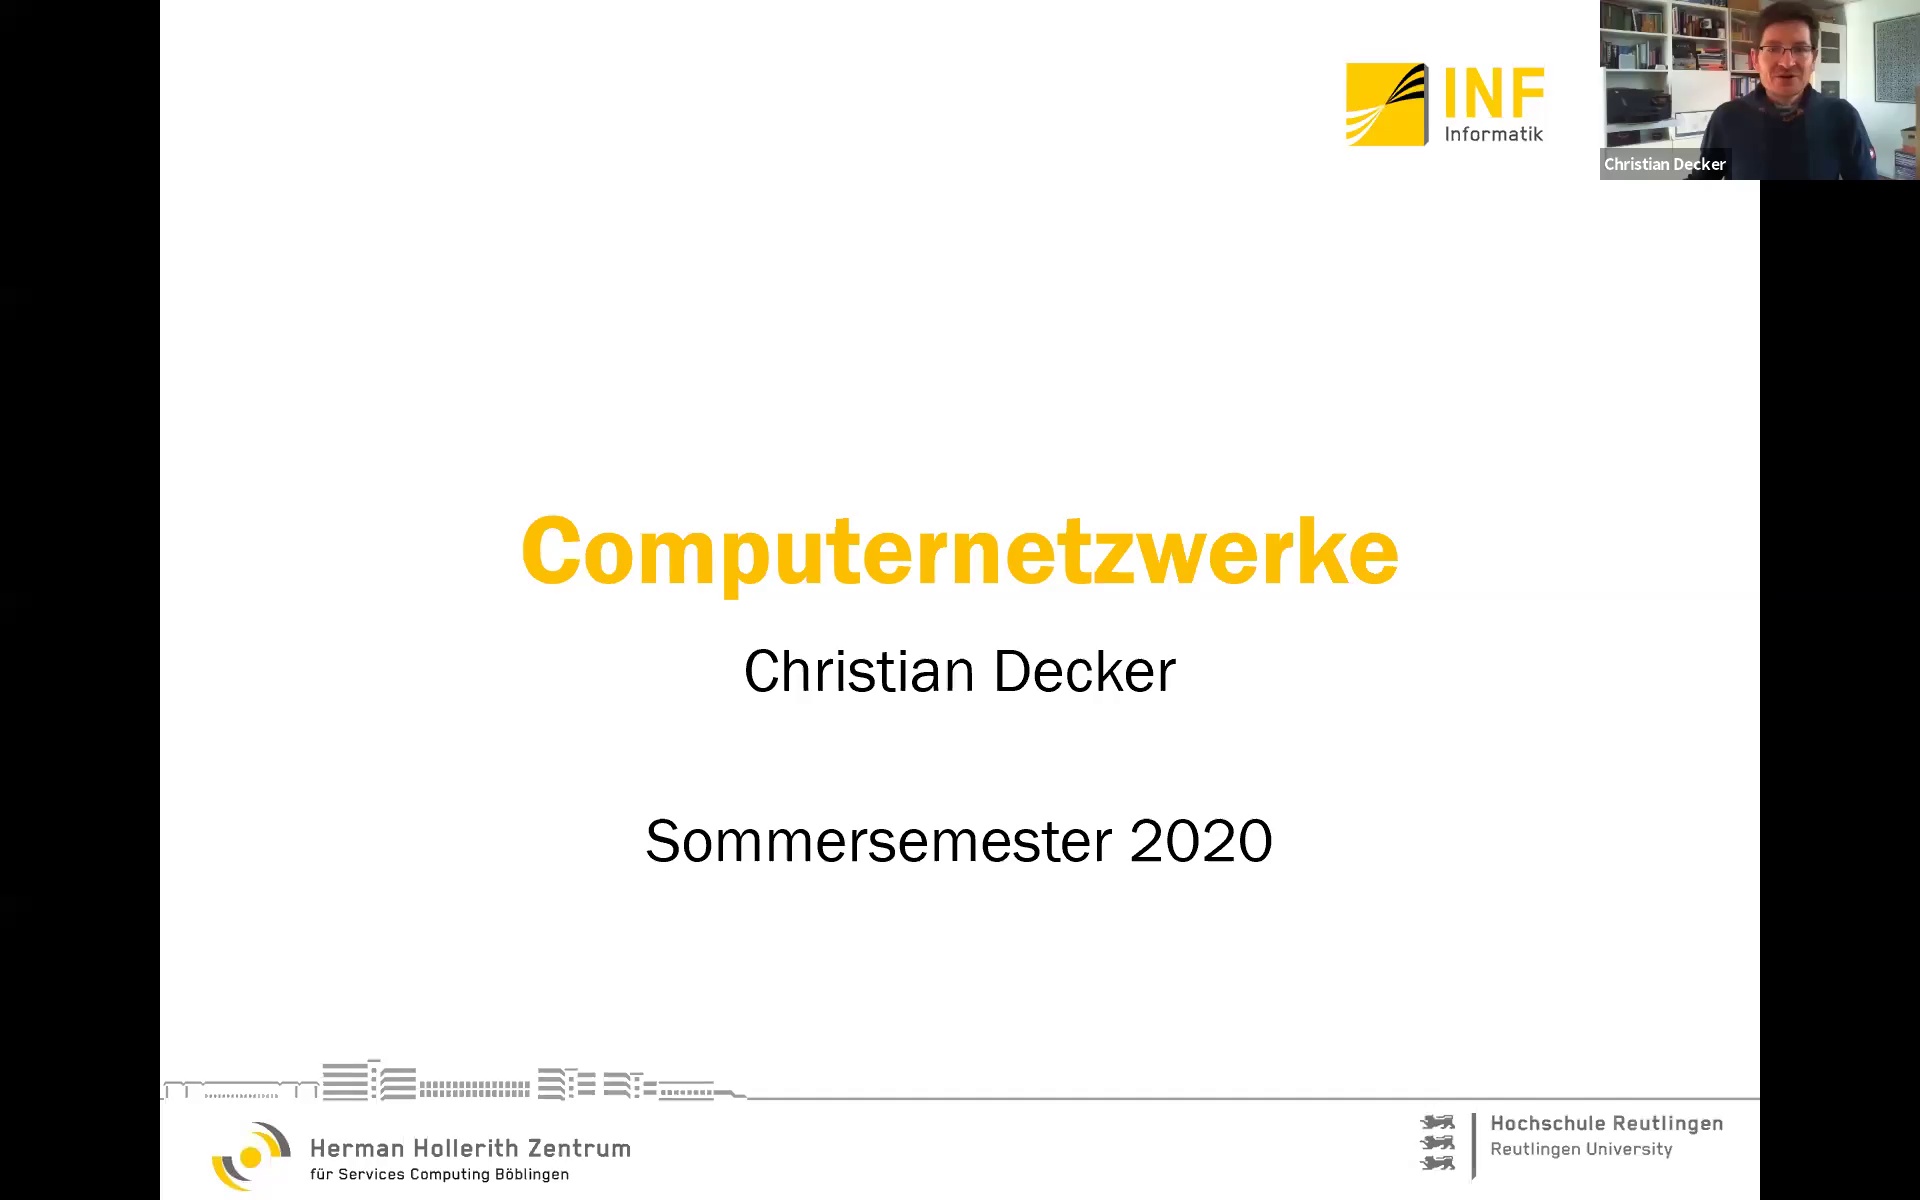 INF
Informatik
Christian Decker
Computernetzwerke
Christian Decker
Sommersemester 2020
Herman Hollerith Zentrum
für Services Computing Böblingen
Hochschule Reutlingen
Reutlingen University